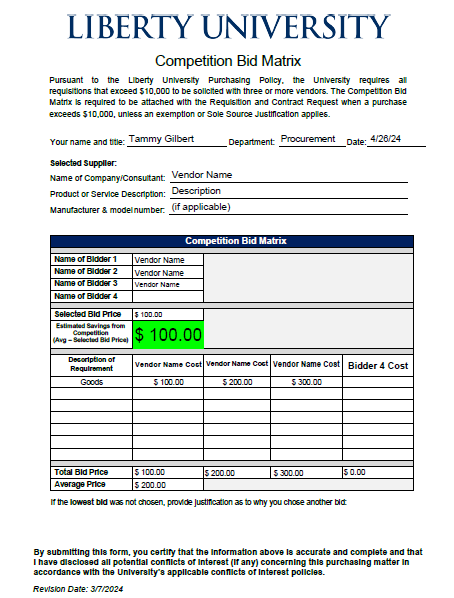 LIBERTY UNIVERSITY
Competition Bid Matrix
Pursuant to the Liberty University Purchasing Policy, the University requires all
requisitions that exceed $10,000 to be solicited with three or more vendors. The Competition Bid
Matrix is required to be attached with the Requisition and Contract Request when a purchase
exceeds $10,000, unless an exemption or Sole Source Justification applies.
Your name and title: Tammy Gilbert Department: Procurement Date: 4/26/24
Selected Supplier:
Name of Company/Consultant: Vendor Name
Product or Service Description: Description
Manufacturer & model number: (if applicable)
Competition Bid Matrix
Name of Bidder 1 Vendor Name
Name of Bidder 2 Vendor Name
Name of Bidder 3 Vendor Name
Name of Bidder 4
Selected Bid Price $ 100.00
Estimated Savings from
Competition
(Avg – Selected Bid Price) $ 100.00
Description of
Requirement Vendor Name Cost Vendor Name Cost Vendor Name Cost Bidder 4 Cost
Goods $ 100.00 $ 200.00 $ 300.00
Total Bid Price $ 100.00 $ 200.00 $ 300.00 $ 0.00
Average Price $ 200.00
If the lowest bid was not chosen, provide justification as to why you chose another bid:
By submitting this form, you certify that the information above is accurate and complete and that
I have disclosed all potential conflicts of interest (if any) concerning this purchasing matter in
accordance with the University's applicable conflicts of interest policies.
Revision Date: 3/7/2024